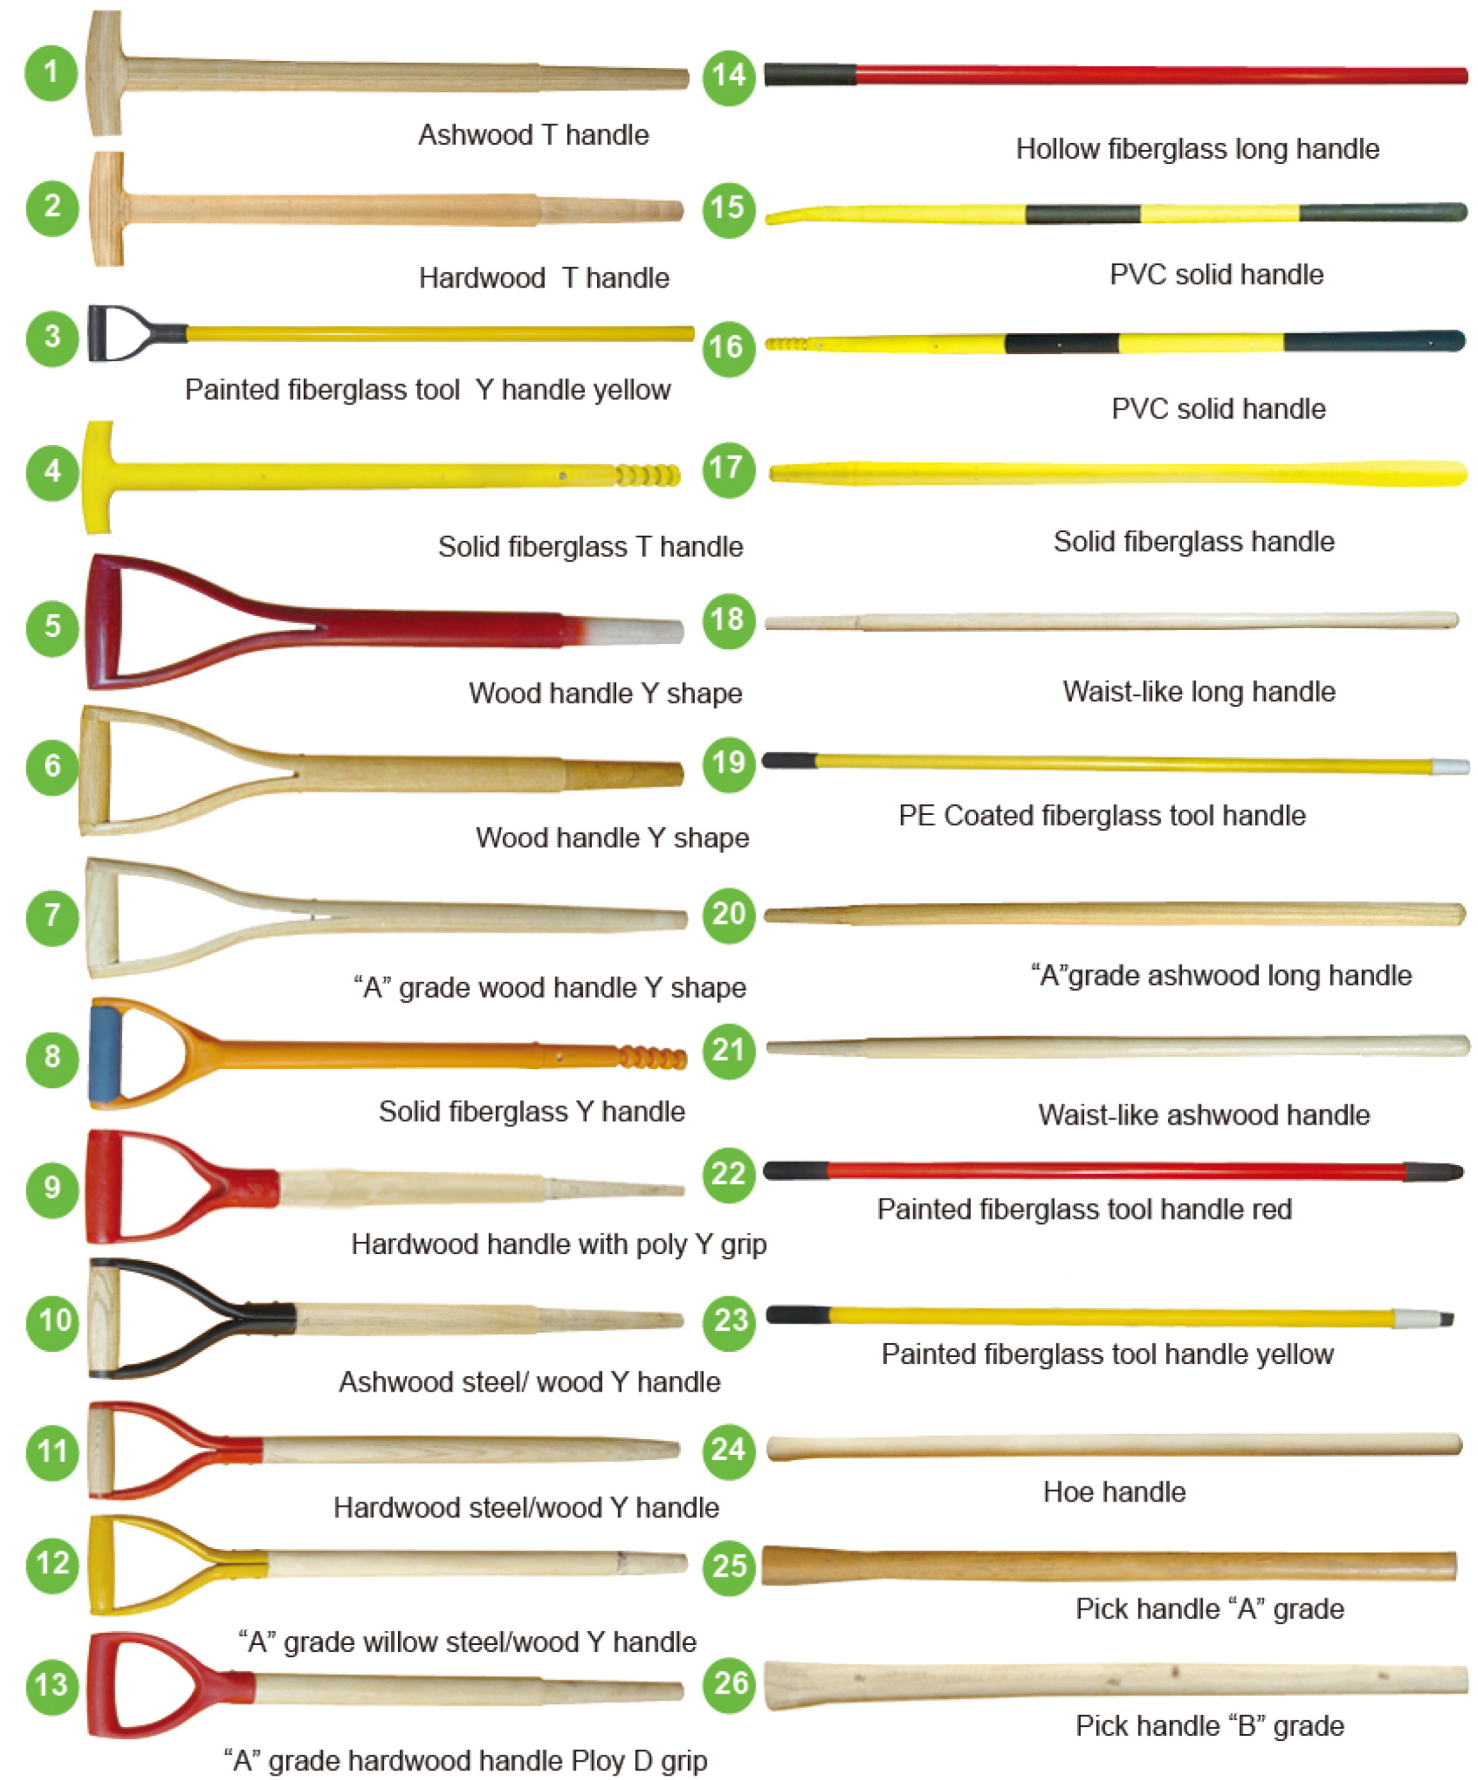 1
Ashwood T handle
2
Hardwood T handle
3
Painted fiberglass tool Y handle yellow
4
Solid fiberglass T handle
5
Wood handle Y shape
6
Wood handle Y shape
7
“A” grade wood handle Y shape
8
Solid fiberglass Y handle
9
Hardwood handle with poly Y grip
10
Ashwood steel/ wood Y handle
11
Hardwood steel/wood Y handle
12
“A” grade willow steel/wood Y handle
13
“A” grade hardwood handle Ploy D grip
14
Hollow fiberglass long handle
15
PVC solid handle
16
PVC solid handle
17
Solid fiberglass handle
18
Waist-like long handle
19
PE Coated fiberglass tool handle
20
“A”grade ashwood long handle
21
Waist-like ashwood handle
22
Painted fiberglass tool handle red
23
Painted fiberglass tool handle yellow
24
Hoe handle
25
Pick handle “A” grade
26
Pick handle “B” grade